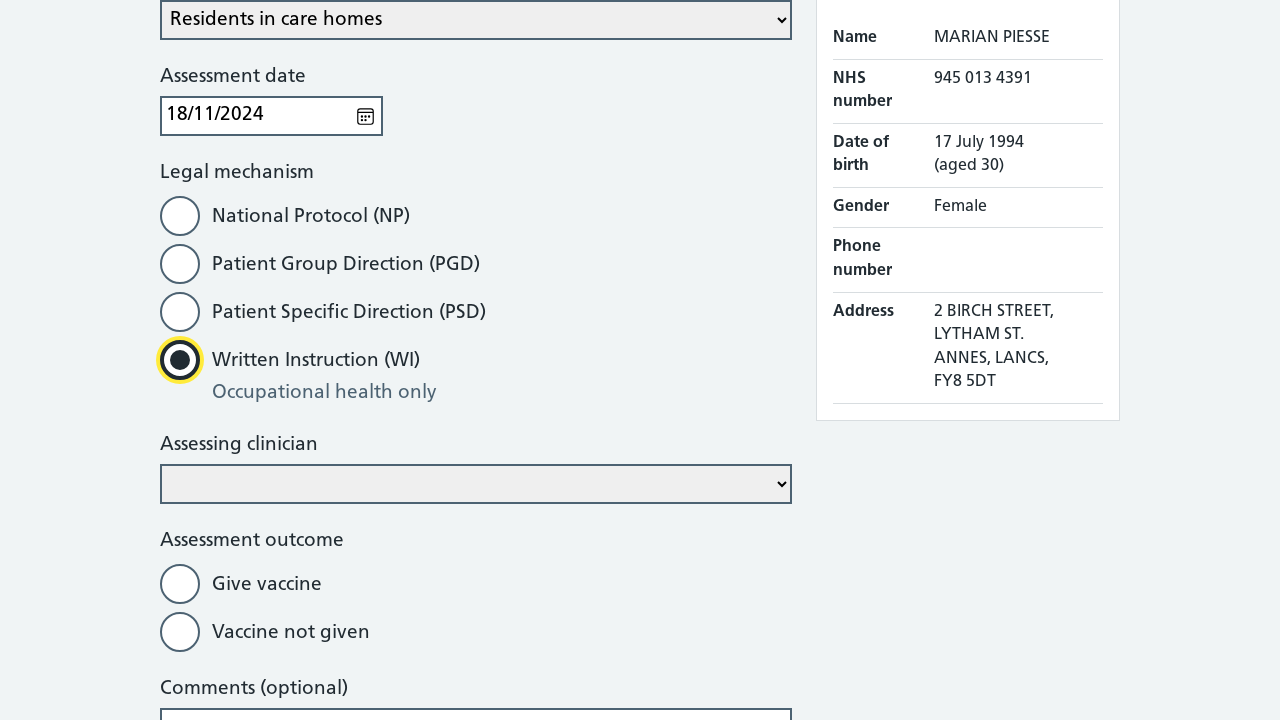 Residents in care homes
Assessment date
18/11/2024
Legal mechanism
National Protocol (NP)
Patient Group Direction (PGD)
Patient Specific Direction (PSD)
Written Instruction (WI)
Occupational health only
Assessing clinician
Assessment outcome
Give vaccine
Vaccine not given
Comments (optional)
Name MARIAN PIESSE
NHS number 945 013 4391
Date of birth 17 July 1994
(aged 30)
Gender Female
Phone number
Address 2 BIRCH STREET,
LYTHAM ST.
ANNES, LANCS,
FY8 5DT